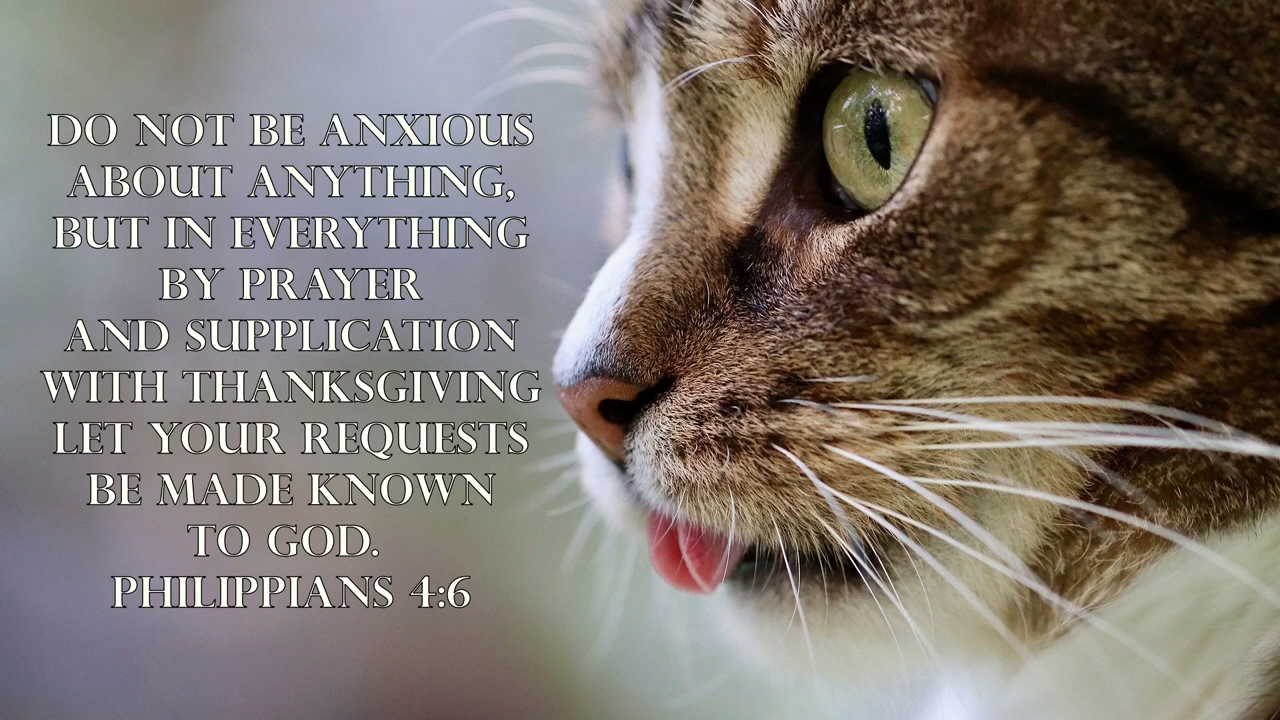 DO NOT BE ANXIOUS
ABOUT ANYTHING,
BUT IN EVERYTHING
BY PRAYER
AND SUPPLICATION
WITH THANKSGIVING
LET YOUR REQUESTS
BE MADE KNOWN
TO GOD.
PHILIPPIANS 4:6